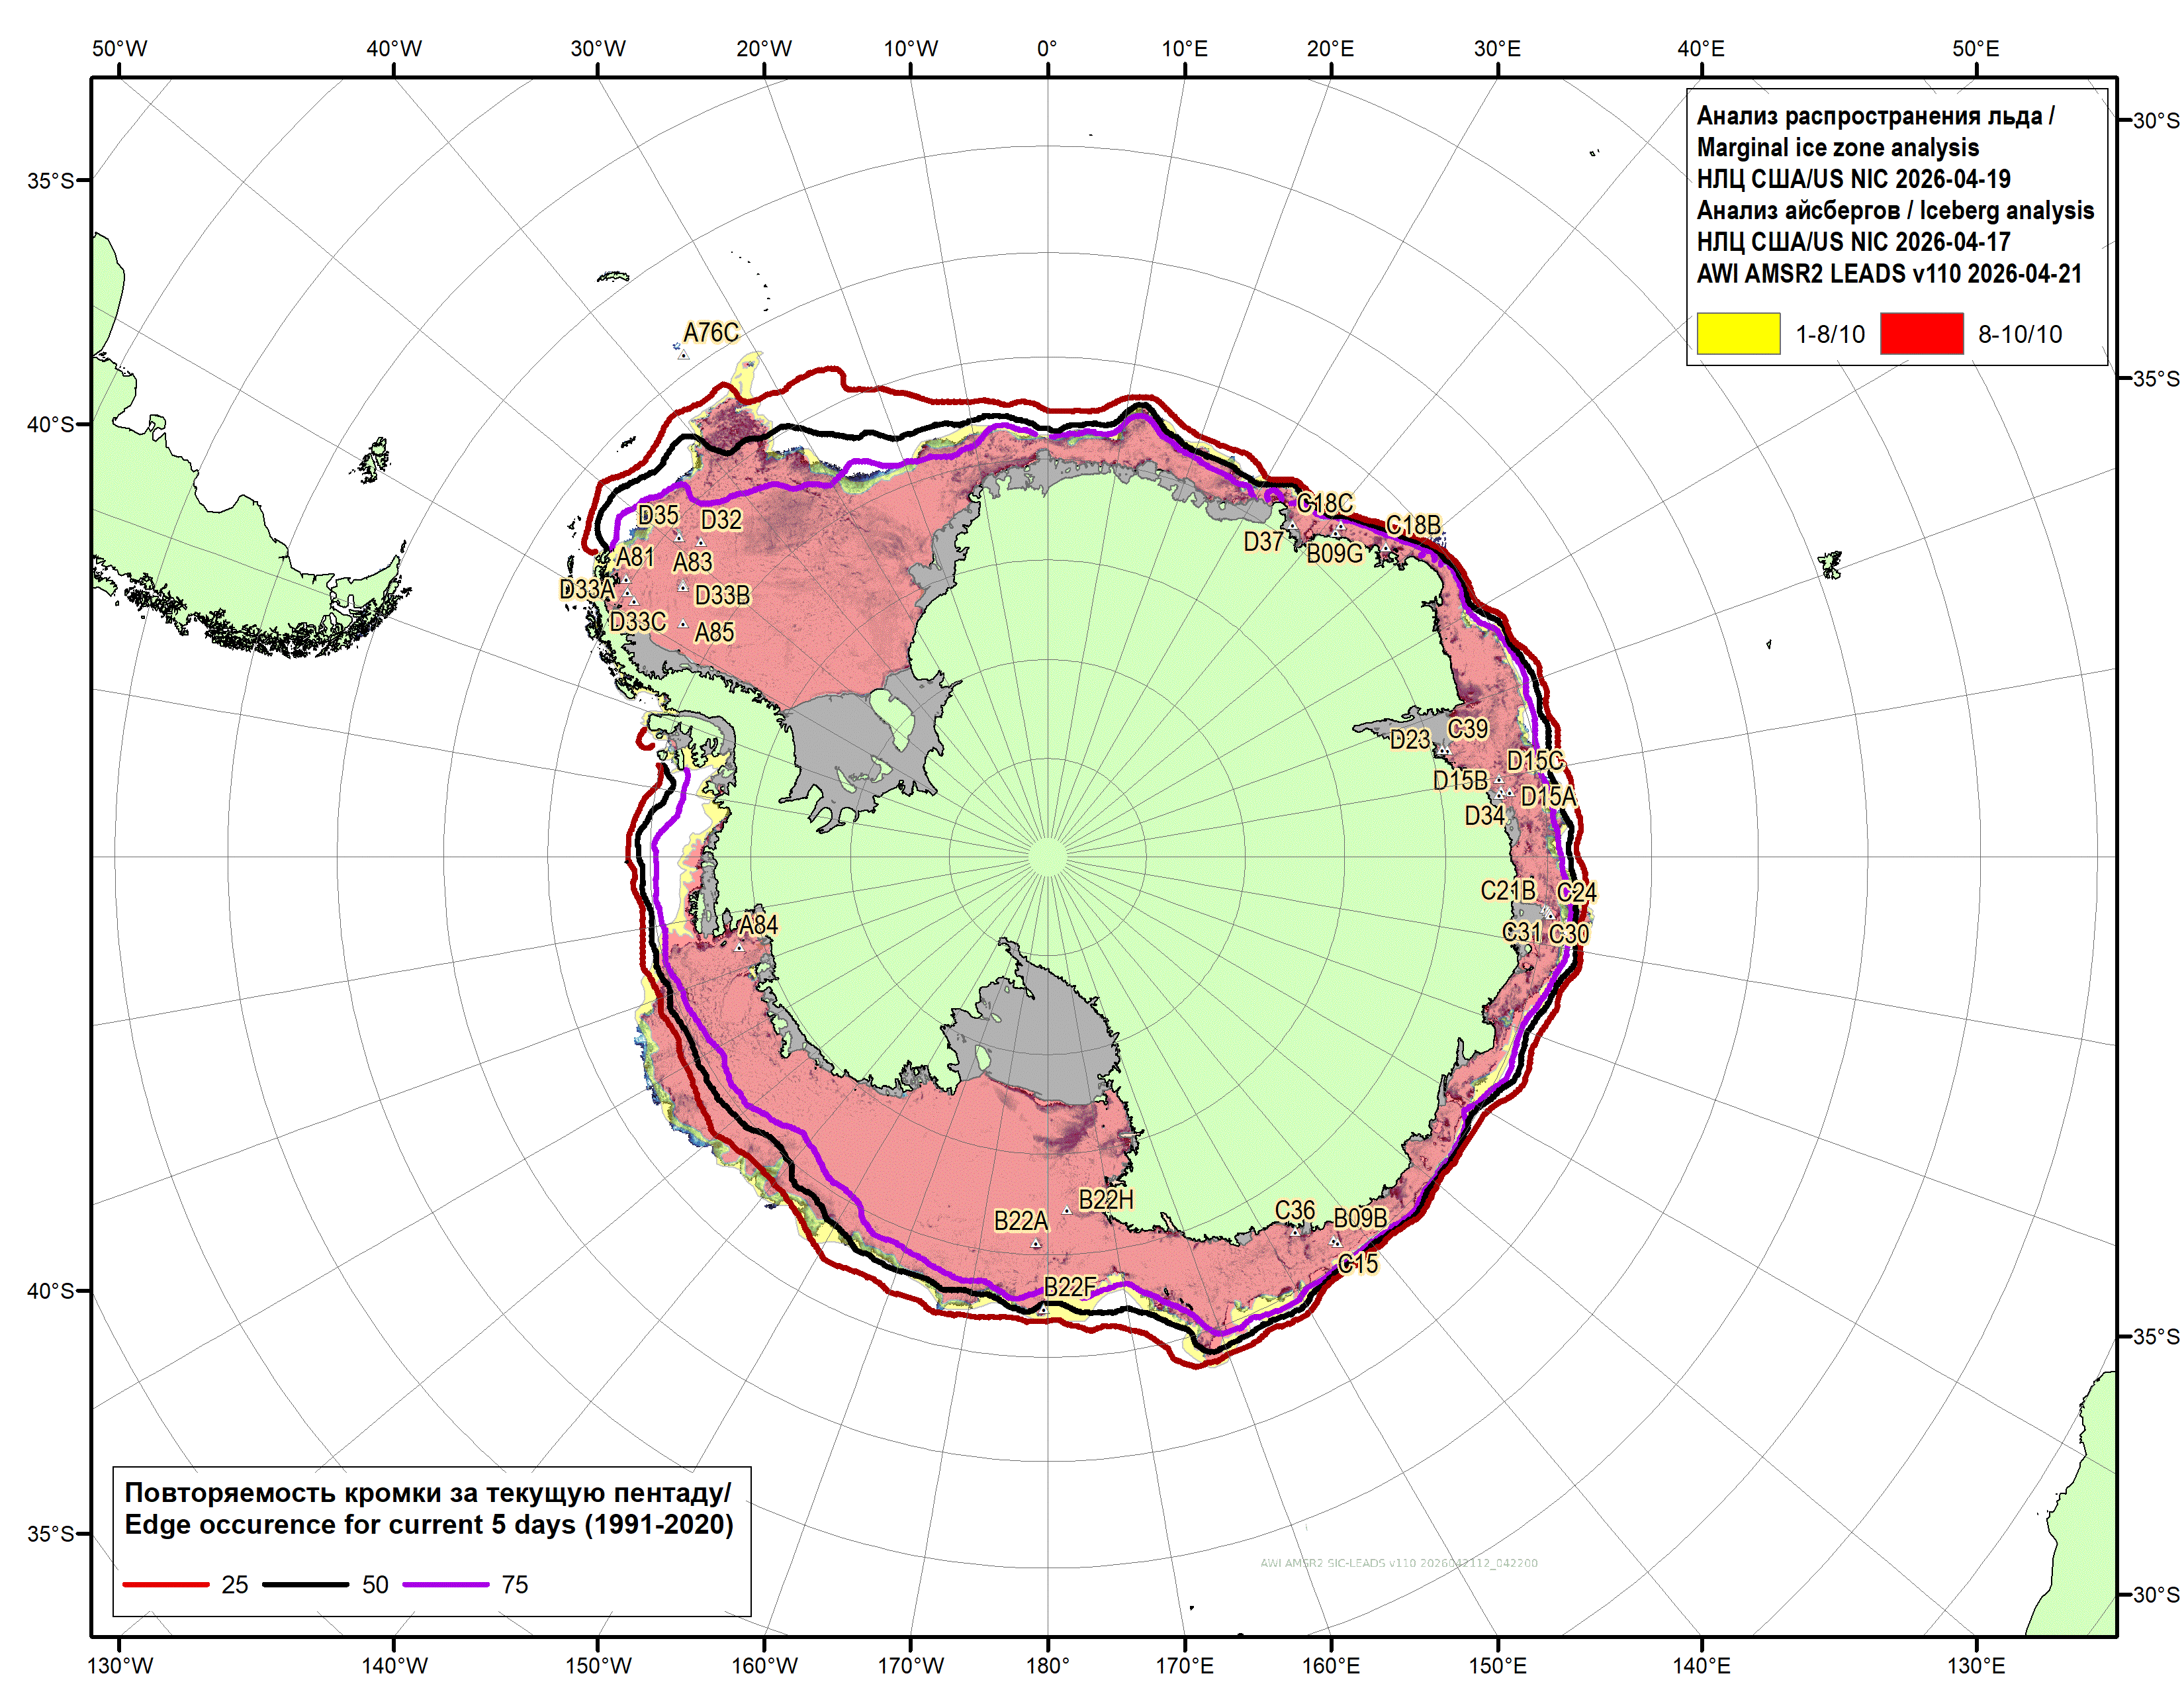 50°W 40°W 30°W 20°W 10°W 0° 10°E 20°E 30°E 40°E 50°E
30°S
35°S
35°S
40°S
40°S
35°S
35°S
30°S
Анализ распространения льда /
Marginal ice zone analysis
НЛЦ США/US NIC 2026-04-19
Анализ айсбергов / Iceberg analysis
НЛЦ США/US NIC 2026-04-17
AWI AMSR2 LEADS v110 2026-04-21
1-8/10 8-10/10
A76C
D35 D32
A81 A83
D33A D33B
D33C A85
C18C
C18B
D37 B09G
C39
D23
D15C
D15B
D15A
D34
C21B C24
C31 C30
A84
B22H
B22A
B22F
C36 B09B
C15
Повторяемость кромки за текущую пентаду/
Edge occurence for current 5 days (1991-2020)
25 50 75
AWI AMSR2 SIC-LEADS v110 2026042112_042200
130°W 140°W 150°W 160°W 170°W 180° 170°E 160°E 150°E 140°E 130°E